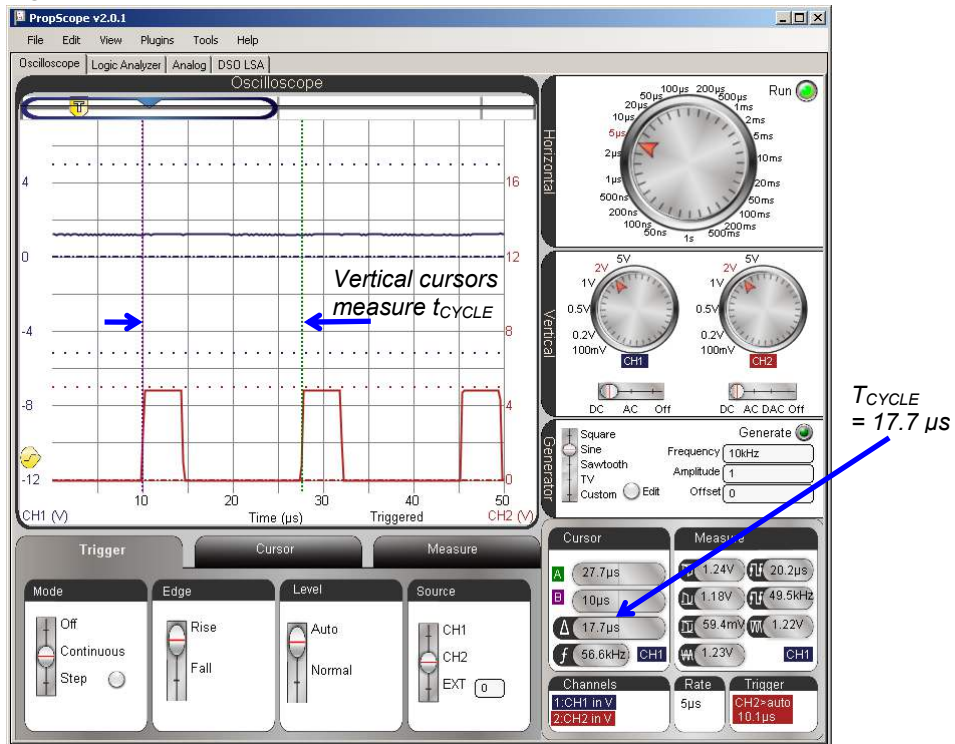 PropScope v2.0.1
File Edit View Plugins Tools Help
Oscilloscope Logic Analyzer Analog DSO LSA
Oscilloscope
T
4
0
-4
-8
-12
16
12
8
4
0
Vertical cursors
measure tCYCLE
10 20 30 40 50
CH1 (V) Time (µs) Triggered CH2 (V)
Horizontal
Run
50ns
100ns
200ns
500ns
1µs
2µs
5µs
10µs
20µs
50µs
100µs
200µs
500µs
1ms
2ms
5ms
10ms
20ms
50ms
100ms
200ms
500ms
1s
Vertical
5V
2V
1V
0.5V
0.2V
100mV
CH1
DC AC Off
5V
2V
1V
0.5V
0.2V
100mV
CH2
DC AC DAC Off
Generator
Square
Sine
Sawtooth
TV
Custom Edit
Generate
Frequency 10kHz
Amplitude 1
Offset 0
TCYCLE
= 17.7 µs
Trigger Cursor Measure
Mode
Off
Continuous
Step
Edge
Rise
Fall
Level
Auto
Normal
Source
CH1
CH2
EXT 0
Cursor
A 27.7µs
B 10µs
Δ 17.7µs
f 56.6kHz CH1
Measure
1.24V 20.2µs
1.18V 49.5kHz
59.4mV 1.22V
1.23V CH1
Channels
1:CH1 in V
2:CH2 in V
Rate
5µs
Trigger
CH2>auto
10.1µs